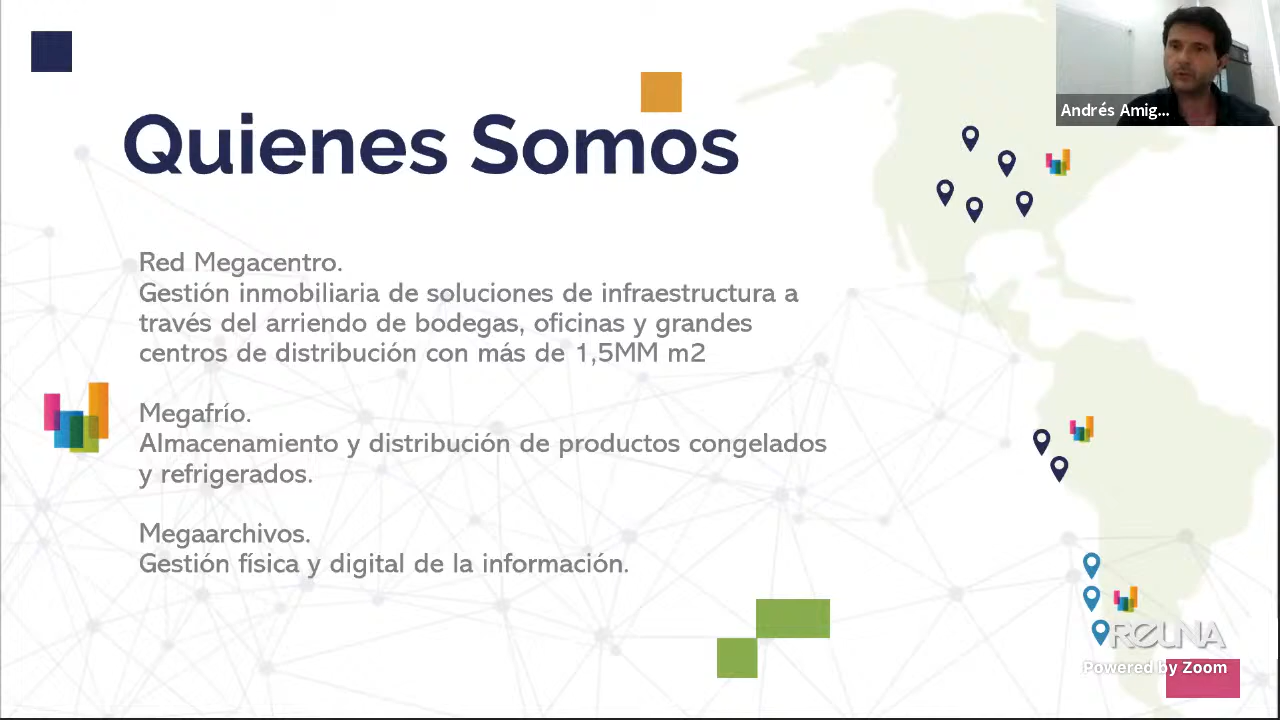 Quienes Somos
Andrés Amig...
Red Megacentro.
Gestión inmobiliaria de soluciones de infraestructura a
través del arriendo de bodegas, oficinas y grandes
centros de distribución con más de 1,5MM m2
Megafrío.
Almacenamiento y distribución de productos congelados
y refrigerados.
Megaarchivos.
Gestión física y digital de la información.
REUNA
Powered by Zoom